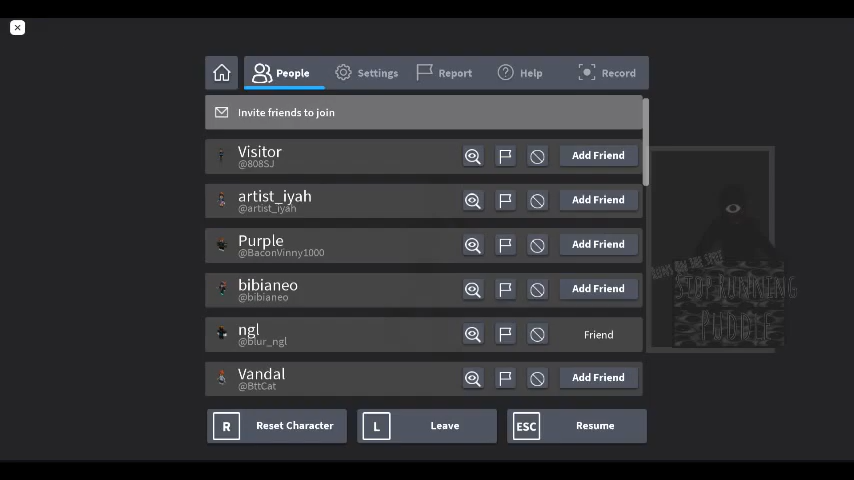 People Settings Report Help Record
Invite friends to join
Visitor
@808SJ
Add Friend
artist_iyah
@artist_iyah
Add Friend
Purple
@BaconVinny1000
Add Friend
bibianeo
@bibianeo
Add Friend
ngl
@blur_ngl
Friend
Vandal
@BttCat
Add Friend
R Reset Character
L Leave
ESC Resume
STOP RUNNING